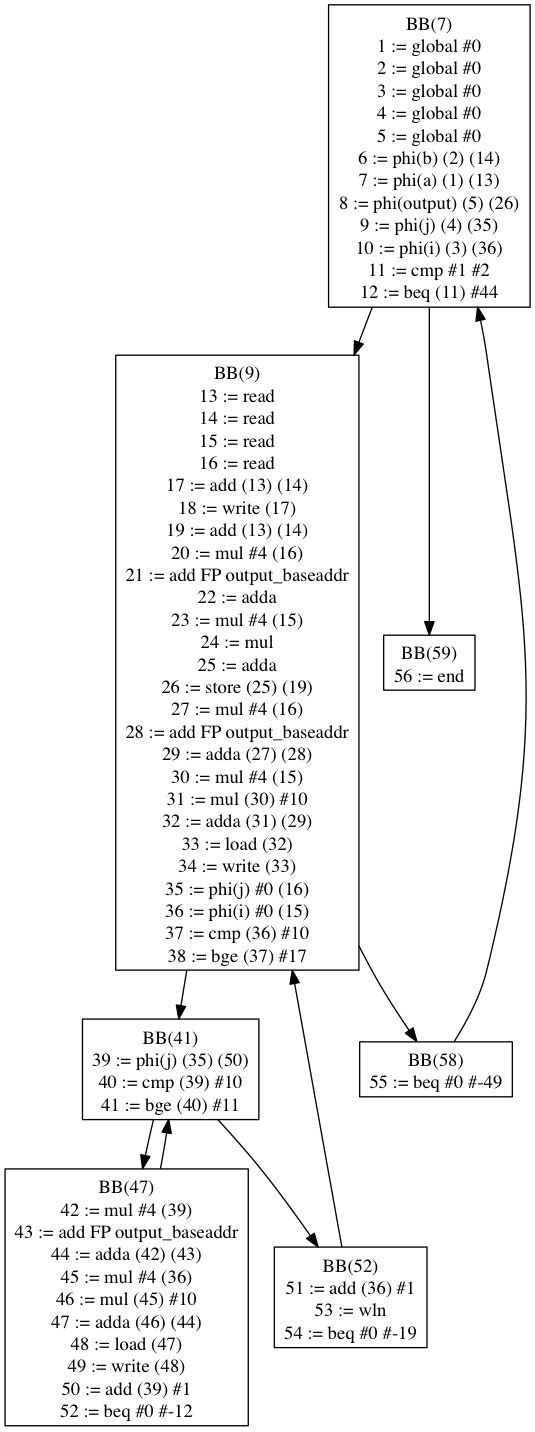 BB(7)
1 := global #0
2 := global #0
3 := global #0
4 := global #0
5 := global #0
6 := phi(b) (2) (14)
7 := phi(a) (1) (13)
8 := phi(output) (5) (26)
9 := phi(j) (4) (35)
10 := phi(i) (3) (36)
11 := cmp #1 #2
12 := beq (11) #44
BB(9)
13 := read
14 := read
15 := read
16 := read
17 := add (13) (14)
18 := write (17)
19 := add (13) (14)
20 := mul #4 (16)
21 := add FP output_baseaddr
22 := adda
23 := mul #4 (15)
24 := mul
25 := adda
26 := store (25) (19)
27 := mul #4 (16)
28 := add FP output_baseaddr
29 := adda (27) (28)
30 := mul #4 (15)
31 := mul (30) #10
32 := adda (31) (29)
33 := load (32)
34 := write (33)
35 := phi(j) #0 (16)
36 := phi(i) #0 (15)
37 := cmp (36) #10
38 := bge (37) #17
BB(59)
56 := end
BB(41)
39 := phi(j) (35) (50)
40 := cmp (39) #10
41 := bge (40) #11
BB(58)
55 := beq #0 #-49
BB(47)
42 := mul #4 (39)
43 := add FP output_baseaddr
44 := adda (42) (43)
45 := mul #4 (36)
46 := mul (45) #10
47 := adda (46) (44)
48 := load (47)
49 := write (48)
50 := add (39) #1
52 := beq #0 #-12
BB(52)
51 := add (36) #1
53 := wln
54 := beq #0 #-19